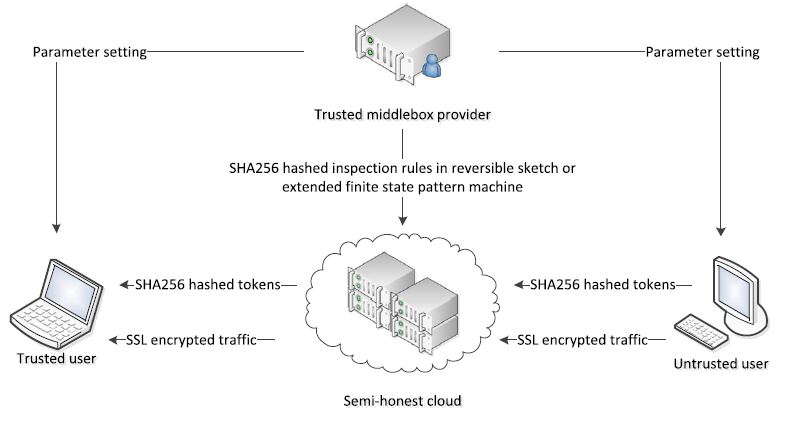 Parameter setting
Parameter setting
Trusted middlebox provider
SHA256 hashed inspection rules in reversible sketch or
extended finite state pattern machine
SHA256 hashed tokens
SHA256 hashed tokens
SSL encrypted traffic
SSL encrypted traffic
Trusted user
Untrusted user
Semi-honest cloud